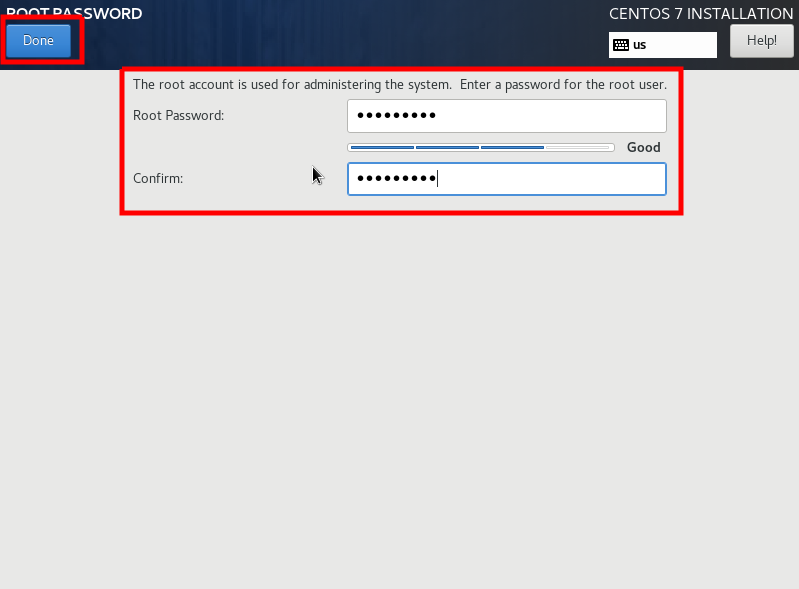 ROOT PASSWORD
CENTOS 7 INSTALLATION
Done
us
Help!
The root account is used for administering the system.  Enter a password for the root user.
Root Password: •••••••••
Good
Confirm: •••••••••